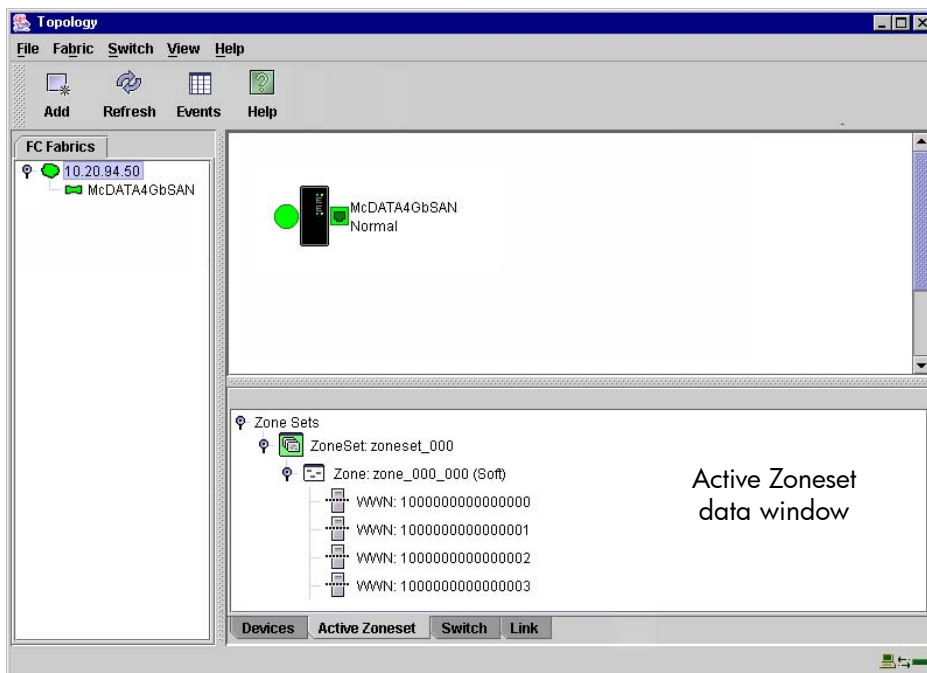 Topology
File Fabric Switch View Help
Add Refresh Events Help
FC Fabrics
10.20.94.50
McDATA4GbSAN
McDATA4GbSAN
Normal
Zone Sets
ZoneSet: zoneset_000
Zone: zone_000_000 (Soft)
WWN: 1000000000000000
WWN: 1000000000000001
WWN: 1000000000000002
WWN: 1000000000000003
Active Zoneset
data window
Devices Active Zoneset Switch Link